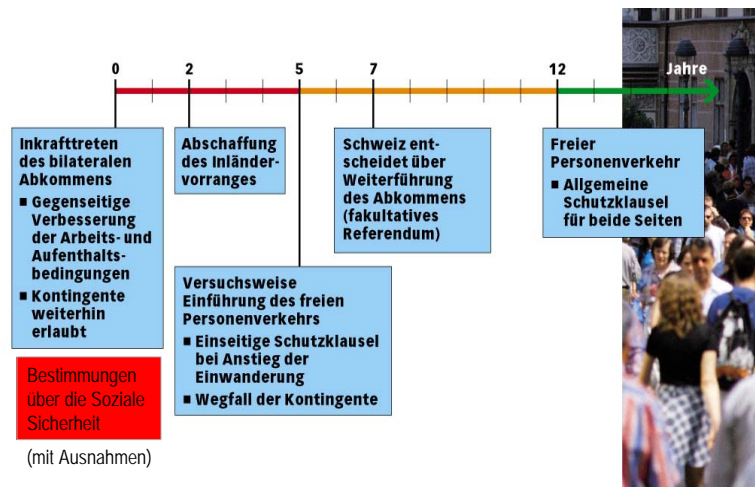 0
2
5
7
12
Jahre
Inkrafttreten
des bilateralen
Abkommens
■ Gegenseitige
Verbesserung
der Arbeits- und
Aufenthalts-
bedingungen
■ Kontingente
weiterhin
erlaubt
Abschaffung
des Inländer-
vorranges
Schweiz ent-
scheidet über
Weiterführung
des Abkommens
(fakultatives
Referendum)
Freier
Personenverkehr
■ Allgemeine
Schutzklausel
für beide Seiten
Versuchsweise
Einführung des freien
Personenverkehrs
■ Einseitige Schutzklausel
bei Anstieg der
Einwanderung
■ Wegfall der Kontingente
Bestimmungen
über die Soziale
Sicherheit
(mit Ausnahmen)